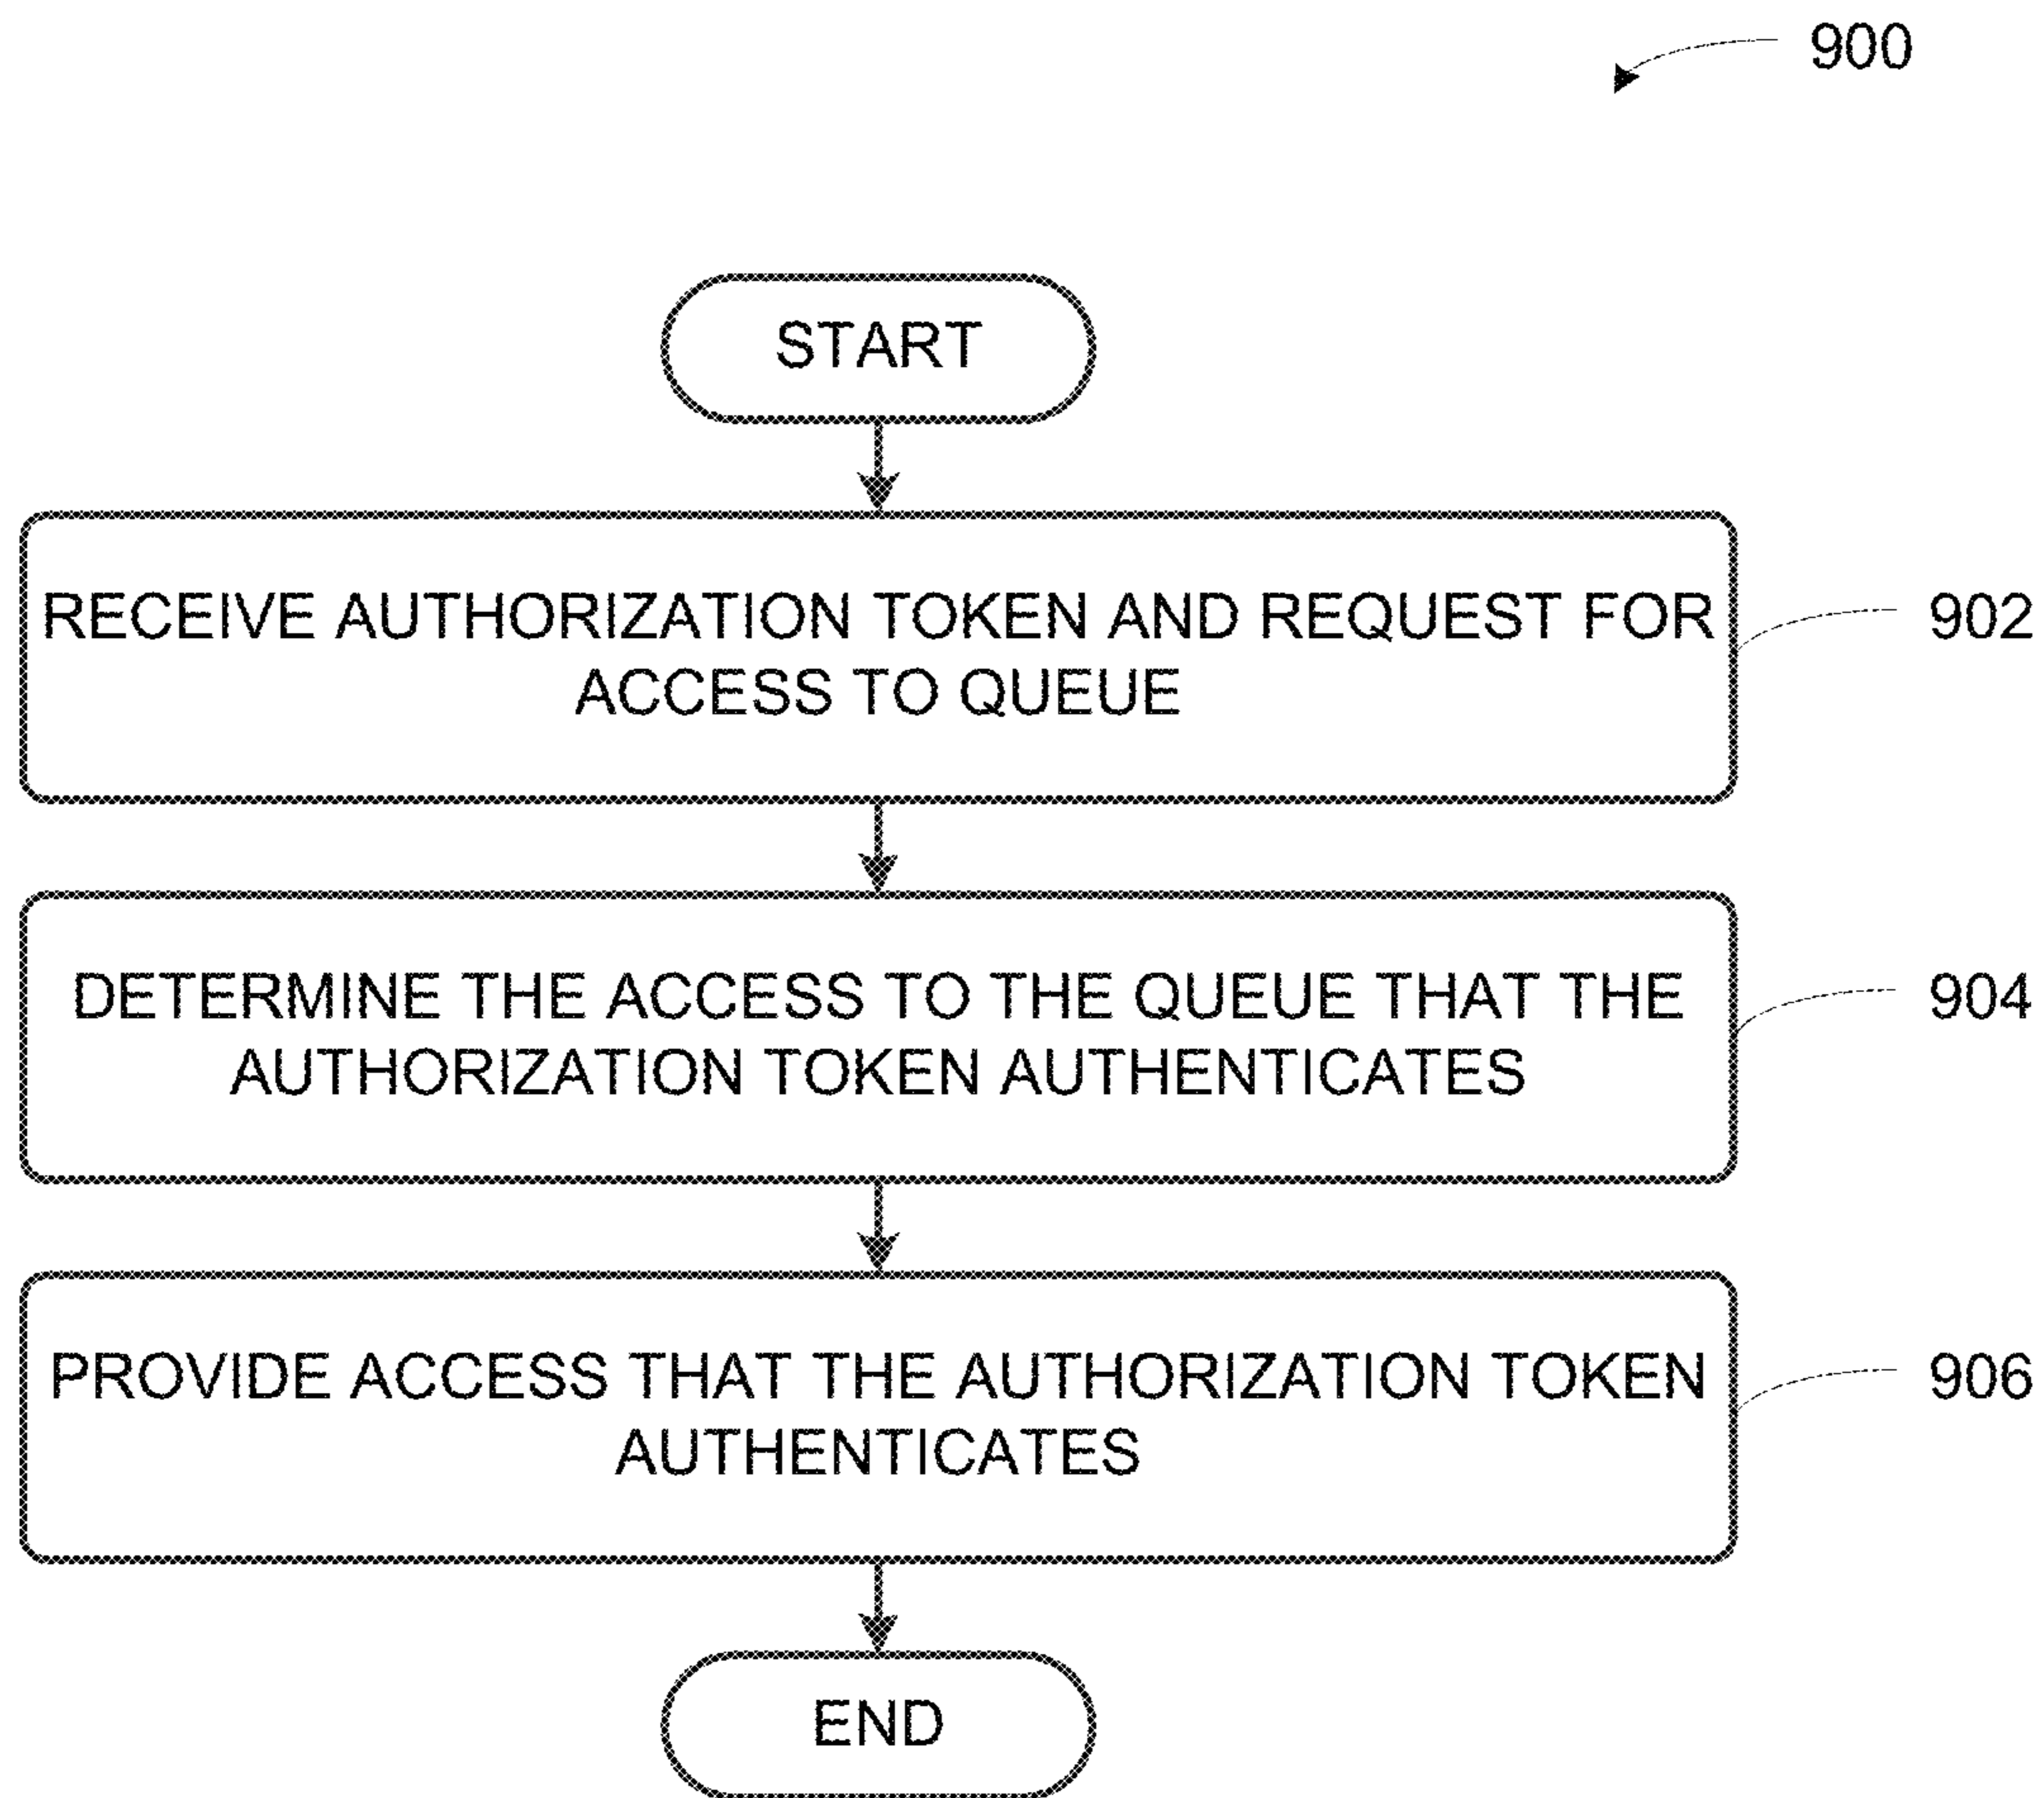 900
START
RECEIVE AUTHORIZATION TOKEN AND REQUEST FOR
ACCESS TO QUEUE
902
DETERMINE THE ACCESS TO THE QUEUE THAT THE
AUTHORIZATION TOKEN AUTHENTICATES
904
PROVIDE ACCESS THAT THE AUTHORIZATION TOKEN
AUTHENTICATES
906
END